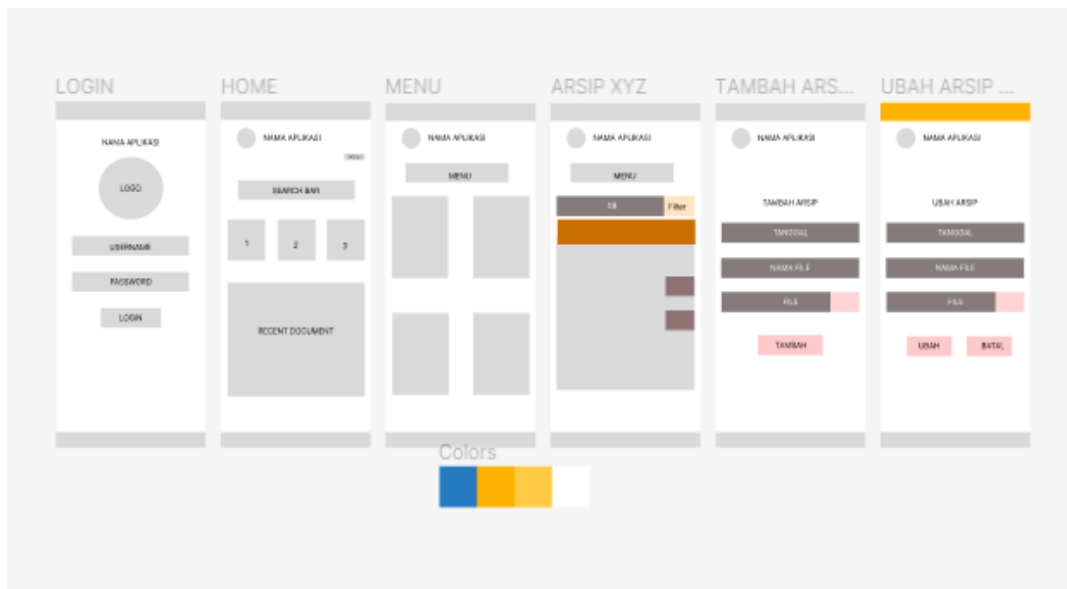 LOGIN
HOME
MENU
ARSIP XYZ
TAMBAH ARS...
UBAH ARSIP ...
NAMA APLIKASI
LOGO
USERNAME
PASSWORD
LOGIN
NAMA APLIKASI
SEARCH BAR
1
2
3
RECENT DOCUMENT
NAMA APLIKASI
MENU
NAMA APLIKASI
MENU
SB
Filter
NAMA APLIKASI
TAMBAH ARSIP
TANGGAL
NAMA FILE
FILE
TAMBAH
NAMA APLIKASI
UBAH ARSIP
TANGGAL
NAMA FILE
FILE
UBAH
BATAL
Colors